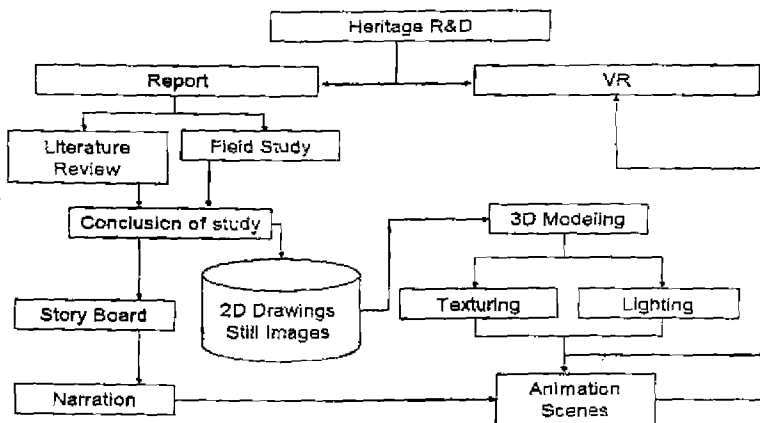 Heritage R&D
Report
VR
Literature
Review
Field Study
Conclusion of study
3D Modeling
2D Drawings
Still Images
Texturing
Lighting
Story Board
Narration
Animation
Scenes